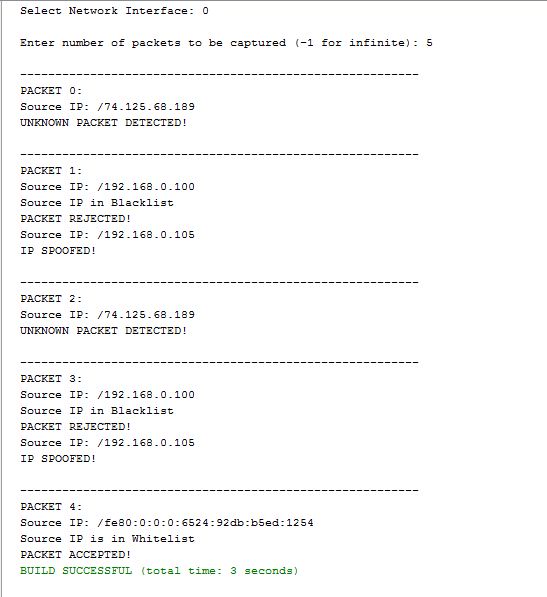 Select Network Interface: 0
Enter number of packets to be captured (-1 for infinite): 5
---------------------------------------------------------
PACKET 0:
Source IP: /74.125.68.189
UNKNOWN PACKET DETECTED!
---------------------------------------------------------
PACKET 1:
Source IP: /192.168.0.100
Source IP in Blacklist
PACKET REJECTED!
Source IP: /192.168.0.105
IP SPOOFED!
---------------------------------------------------------
PACKET 2:
Source IP: /74.125.68.189
UNKNOWN PACKET DETECTED!
---------------------------------------------------------
PACKET 3:
Source IP: /192.168.0.100
Source IP in Blacklist
PACKET REJECTED!
Source IP: /192.168.0.105
IP SPOOFED!
---------------------------------------------------------
PACKET 4:
Source IP: /fe80:0:0:0:6524:92db:b5ed:1254
Source IP is in Whitelist
PACKET ACCEPTED!
BUILD SUCCESSFUL (total time: 3 seconds)